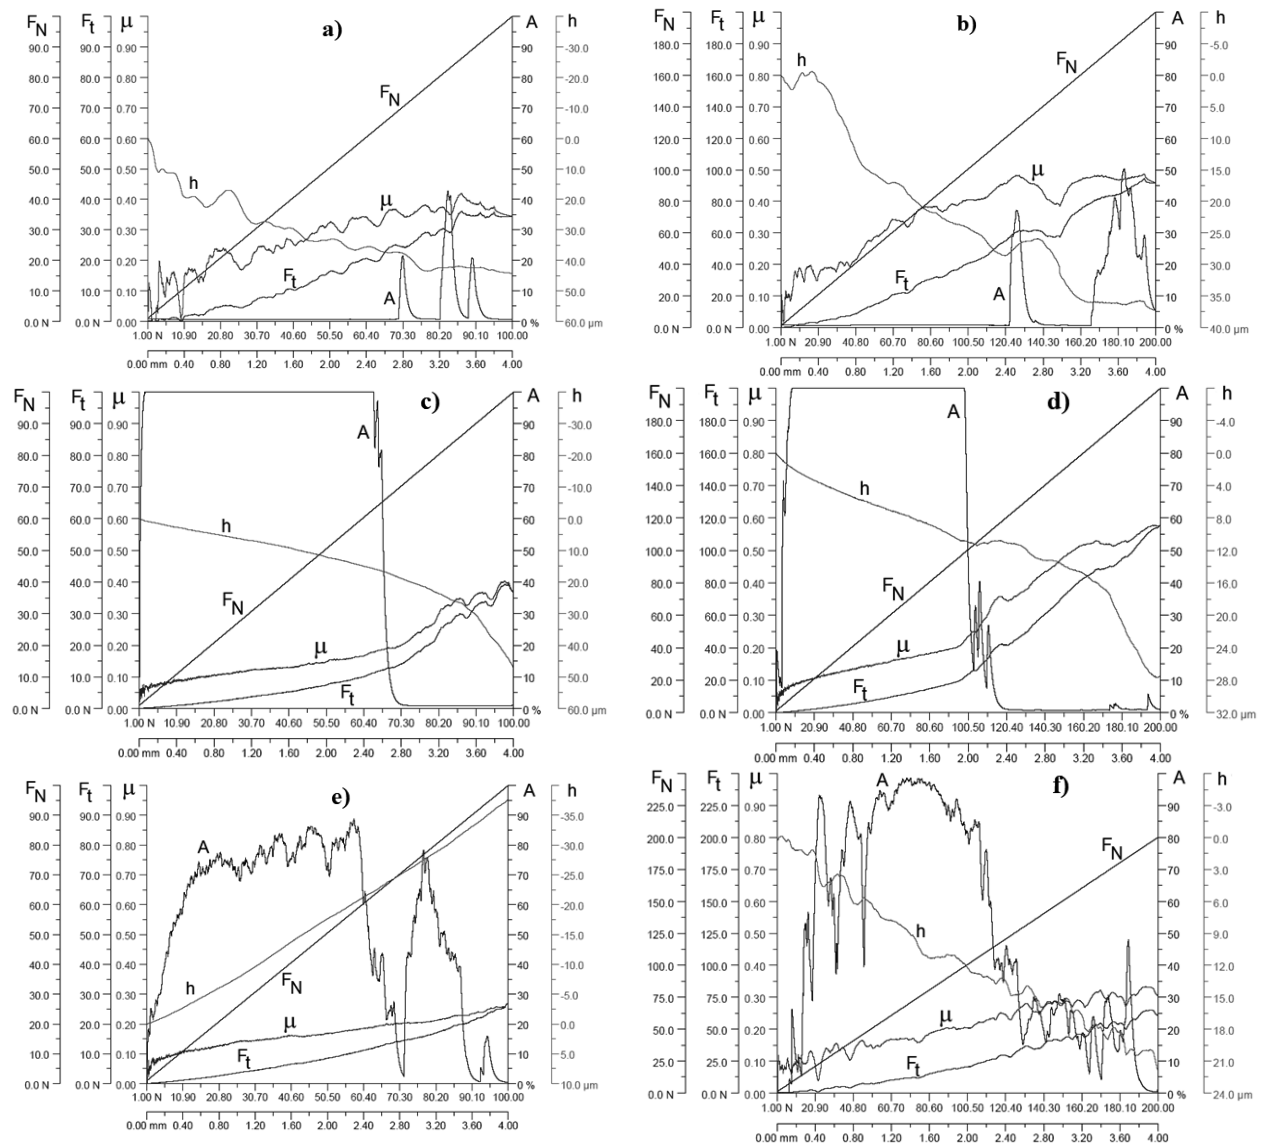 F_N F_t μ a) A h
90.0 90.0 0.90 90 -30.0
80.0 80.0 0.80 80 -20.0
F_N
70.0 70.0 0.70 70 -10.0
60.0 60.0 0.60 60 0.0
50.0 50.0 0.50 50 10.0
h
40.0 40.0 0.40 μ 40 20.0
30.0 30.0 0.30 30 30.0
20.0 20.0 0.20 F_t 20 40.0
10.0 10.0 0.10 A 10 50.0
0.0 N 0.0 N 0.00 0 % 60.0 μm
1.00 N 10.90 20.80 30.70 40.60 50.50 60.40 70.30 80.20 90.10 100.00
0.00 mm 0.40 0.80 1.20 1.60 2.00 2.40 2.80 3.20 3.60 4.00
F_N F_t μ b) A h
180.0 180.0 0.90 90 -5.0
h F_N
160.0 160.0 0.80 80 0.0
140.0 140.0 0.70 70 5.0
120.0 120.0 0.60 60 10.0
100.0 100.0 0.50 μ 50 15.0
80.0 80.0 0.40 40 20.0
60.0 60.0 0.30 30 25.0
40.0 40.0 0.20 F_t 20 30.0
20.0 20.0 0.10 A 10 35.0
0.0 N 0.0 N 0.00 0 % 40.0 μm
1.00 N 20.90 40.80 60.70 80.60 100.50 120.40 140.30 160.20 180.10 200.00
0.00 mm 0.40 0.80 1.20 1.60 2.00 2.40 2.80 3.20 3.60 4.00
F_N F_t μ c) A h
90.0 90.0 0.90 A 90 -30.0
80.0 80.0 0.80 80 -20.0
70.0 70.0 0.70 70 -10.0
60.0 60.0 0.60 h 60 0.0
50.0 50.0 0.50 50 10.0
40.0 40.0 0.40 40 20.0
F_N
30.0 30.0 0.30 30 30.0
20.0 20.0 0.20 μ 20 40.0
10.0 10.0 0.10 F_t 10 50.0
0.0 N 0.0 N 0.00 0 % 60.0 μm
1.00 N 10.90 20.80 30.70 40.60 50.50 60.40 70.30 80.20 90.10 100.00
0.00 mm 0.40 0.80 1.20 1.60 2.00 2.40 2.80 3.20 3.60 4.00
F_N F_t μ d) A h
180.0 180.0 0.90 A 90 -4.0
160.0 160.0 0.80 80 0.0
h
140.0 140.0 0.70 70 4.0
120.0 120.0 0.60 60 8.0
100.0 100.0 0.50 50 12.0
80.0 80.0 0.40 F_N 40 16.0
60.0 60.0 0.30 30 20.0
40.0 40.0 0.20 μ 20 24.0
20.0 20.0 0.10 F_t 10 28.0
0.0 N 0.0 N 0.00 0 % 32.0 μm
1.00 N 20.90 40.80 60.70 80.60 100.50 120.40 140.30 160.20 180.10 200.00
0.00 mm 0.40 0.80 1.20 1.60 2.00 2.40 2.80 3.20 3.60 4.00
F_N F_t μ e) A h
90.0 90.0 0.90 90 -35.0
80.0 80.0 0.80 A 80 -30.0
70.0 70.0 0.70 70 -25.0
60.0 60.0 0.60 60 -20.0
50.0 50.0 0.50 50 -15.0
40.0 40.0 0.40 F_N 40 -10.0
30.0 30.0 0.30 h 30 -5.0
20.0 20.0 0.20 μ 20 0.0
10.0 10.0 0.10 F_t 10 5.0
0.0 N 0.0 N 0.00 0 % 10.0 μm
1.00 N 10.90 20.80 30.70 40.60 50.50 60.40 70.30 80.20 90.10 100.00
0.00 mm 0.40 0.80 1.20 1.60 2.00 2.40 2.80 3.20 3.60 4.00
F_N F_t μ A f) A h
225.0 225.0 0.90 90 -3.0
200.0 200.0 0.80 F_N 80 0.0
175.0 175.0 0.70 70 3.0
150.0 150.0 0.60 60 6.0
125.0 125.0 0.50 h 50 9.0
100.0 100.0 0.40 40 12.0
75.0 75.0 0.30 30 15.0
50.0 50.0 0.20 μ 20 18.0
25.0 25.0 0.10 F_t 10 21.0
0.0 N 0.0 N 0.00 0 % 24.0 μm
1.00 N 20.90 40.80 60.70 80.60 100.50 120.40 140.30 160.20 180.10 200.00
0.00 mm 0.40 0.80 1.20 1.60 2.00 2.40 2.80 3.20 3.60 4.00